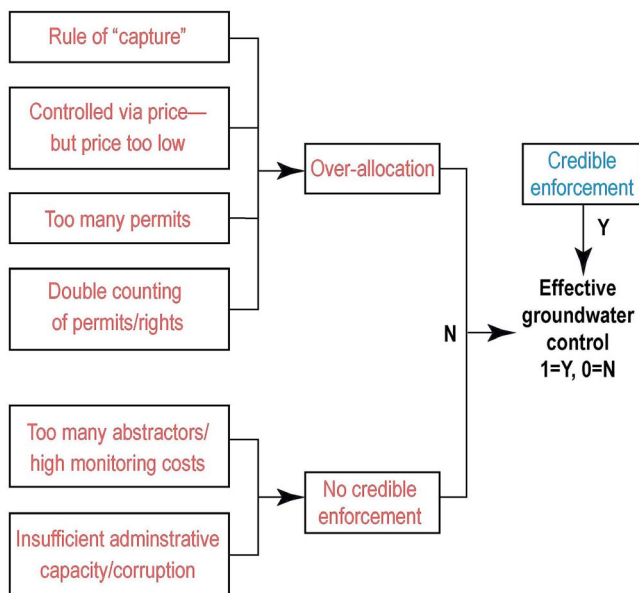 Rule of “capture”
Controlled via price—
but price too low
Too many permits
Double counting
of permits/rights
Over-allocation
Too many abstractors/
high monitoring costs
Insufficient adminstrative
capacity/corruption
No credible
enforcement
N
Credible
enforcement
Y
Effective
groundwater
control
1=Y, 0=N